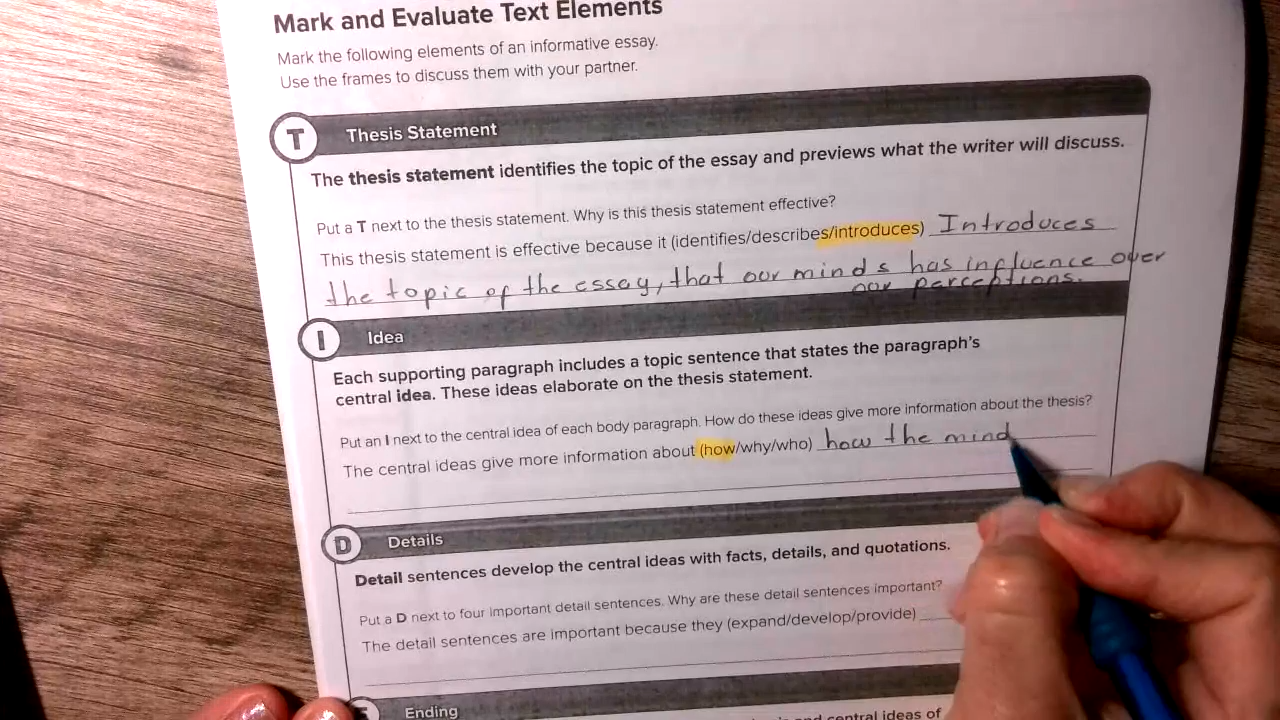 Mark and Evaluate Text Elements
Mark the following elements of an informative essay.
Use the frames to discuss them with your partner.
T Thesis Statement
The thesis statement identifies the topic of the essay and previews what the writer will discuss.
Put a T next to the thesis statement. Why is this thesis statement effective?
This thesis statement is effective because it (identifies/describes/introduces) Introduces
the topic of the essay, that our minds has influence over
our perceptions.
I Idea
Each supporting paragraph includes a topic sentence that states the paragraph's
central idea. These ideas elaborate on the thesis statement.
Put an I next to the central idea of each body paragraph. How do these ideas give more information about the thesis?
The central ideas give more information about (how/why/who) how the mind
D Details
Detail sentences develop the central ideas with facts, details, and quotations.
Put a D next to four important detail sentences. Why are these detail sentences important?
The detail sentences are important because they (expand/develop/provide)
Ending
central ideas of